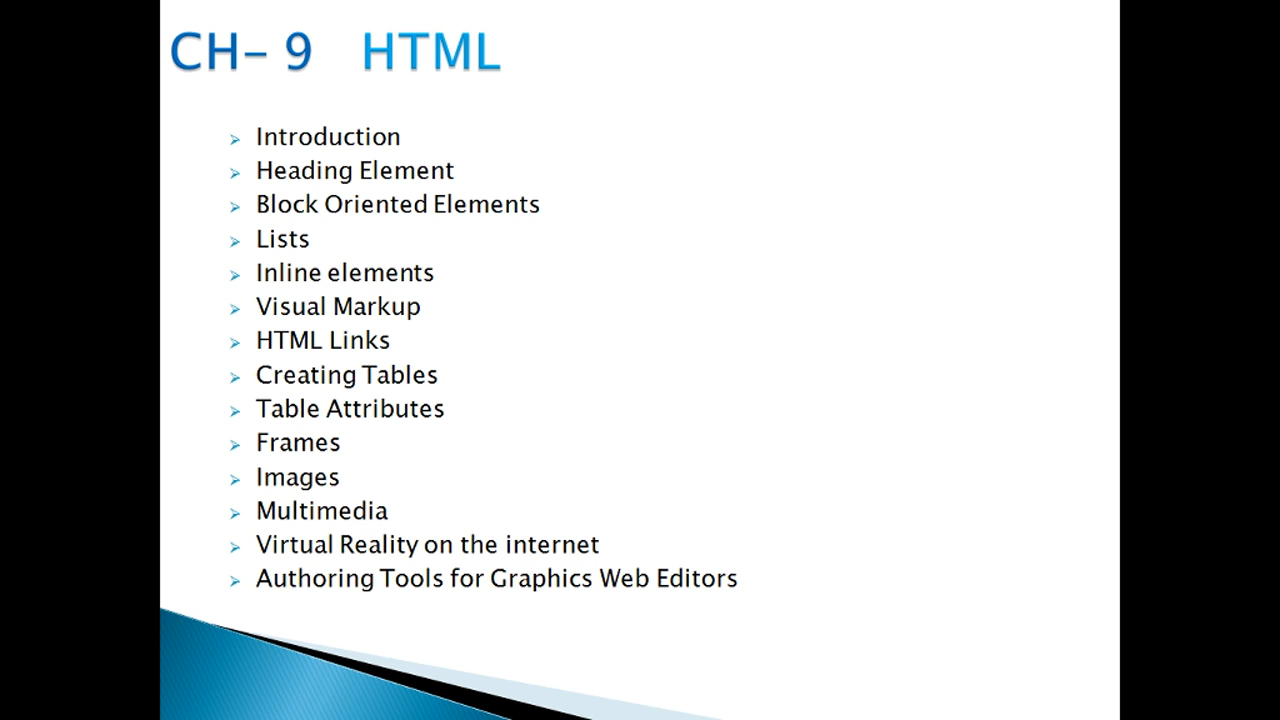 CH- 9 HTML
Introduction
Heading Element
Block Oriented Elements
Lists
Inline elements
Visual Markup
HTML Links
Creating Tables
Table Attributes
Frames
Images
Multimedia
Virtual Reality on the internet
Authoring Tools for Graphics Web Editors